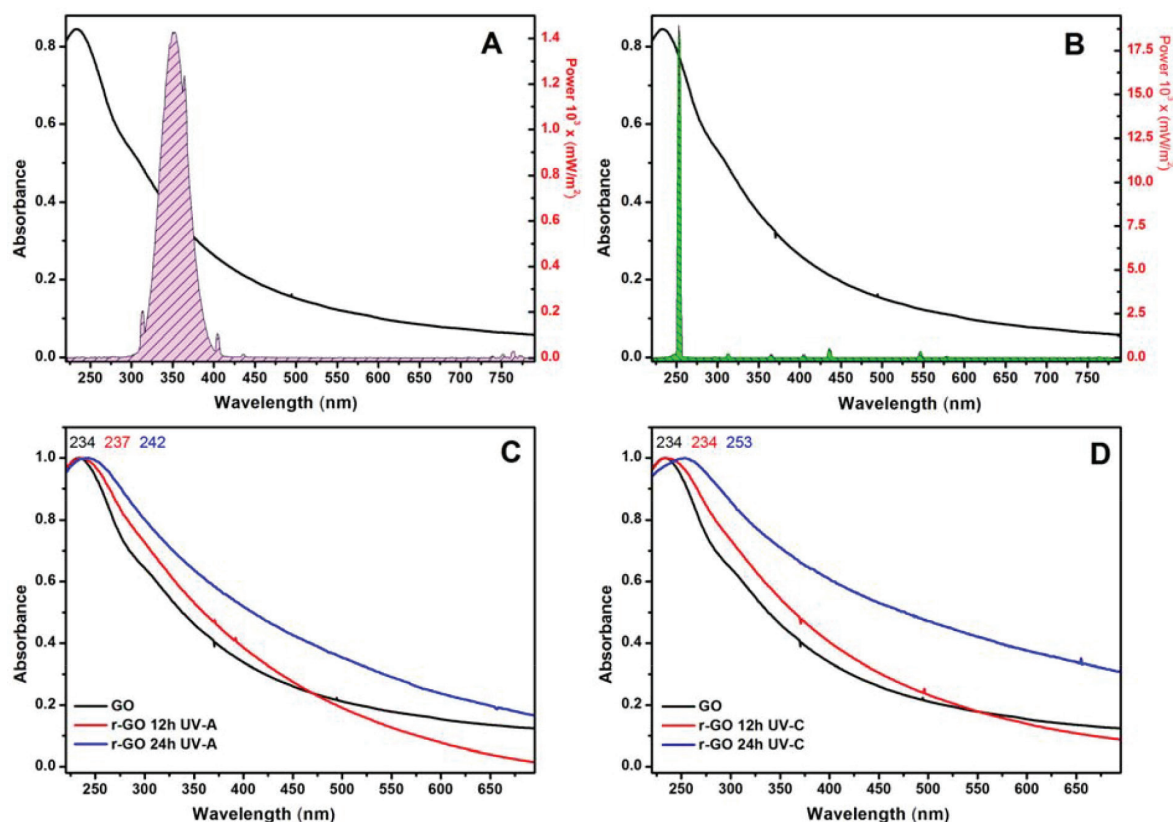 A
Absorbance
0.8
0.6
0.4
0.2
0.0
1.4
1.2
1.0
0.8
0.6
0.4
0.2
0.0
Power 10³ x (mW/m²)
250 300 350 400 450 500 550 600 650 700 750
Wavelength (nm)
B
Absorbance
0.8
0.6
0.4
0.2
0.0
17.5
15.0
12.5
10.0
7.5
5.0
2.5
0.0
Power 10³ x (mW/m²)
250 300 350 400 450 500 550 600 650 700 750
Wavelength (nm)
234 237 242
C
Absorbance
1.0
0.8
0.6
0.4
0.2
0.0
GO
r-GO 12h UV-A
r-GO 24h UV-A
250 300 350 400 450 500 550 600 650
Wavelength (nm)
234 234 253
D
Absorbance
1.0
0.8
0.6
0.4
0.2
0.0
GO
r-GO 12h UV-C
r-GO 24h UV-C
250 300 350 400 450 500 550 600 650
Wavelength (nm)